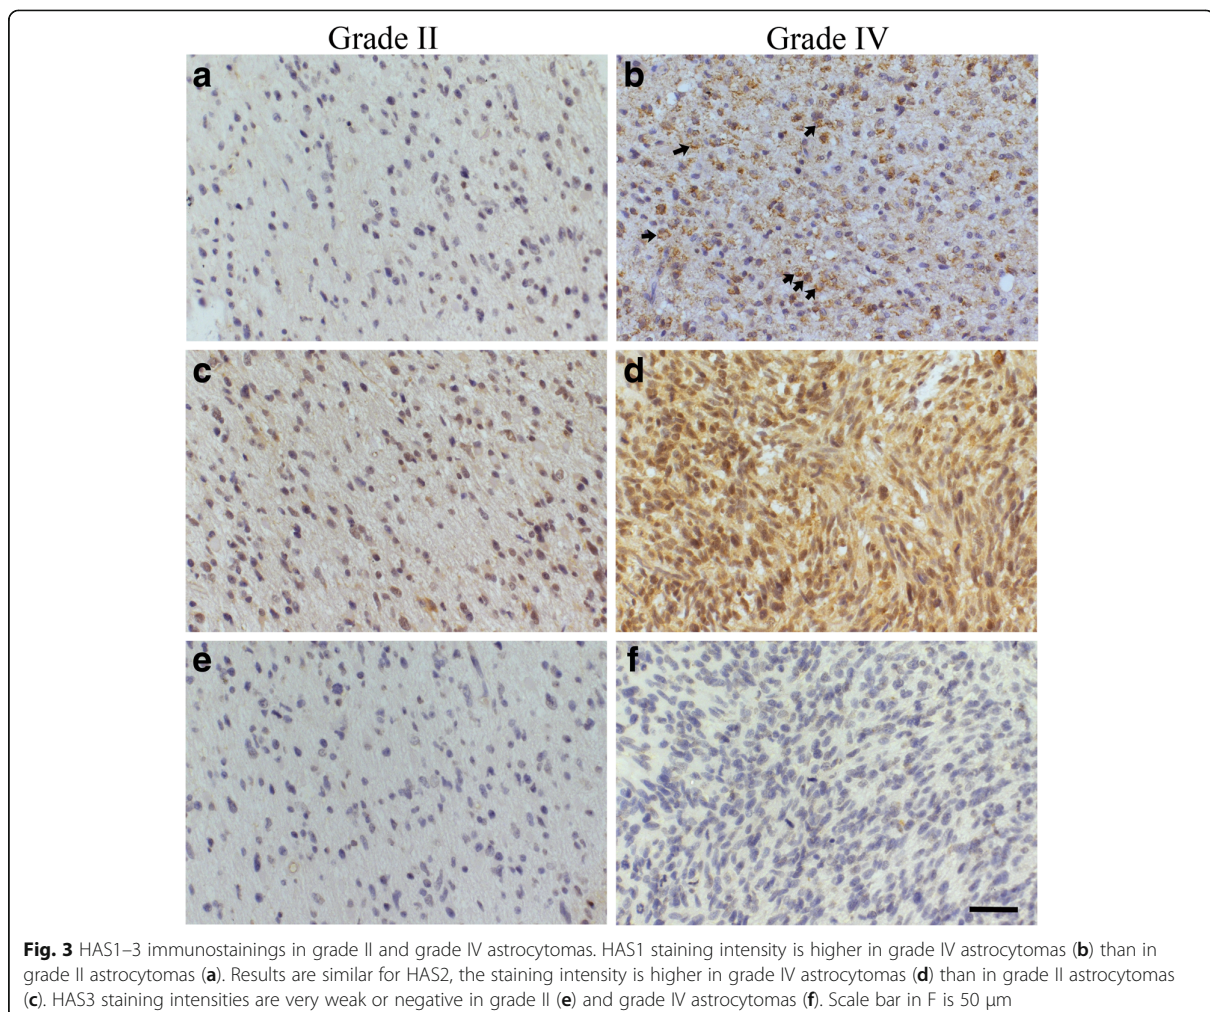 Grade II
Grade IV
a
b
c
d
e
f
Fig. 3 HAS1–3 immunostainings in grade II and grade IV astrocytomas. HAS1 staining intensity is higher in grade IV astrocytomas (b) than in
grade II astrocytomas (a). Results are similar for HAS2, the staining intensity is higher in grade IV astrocytomas (d) than in grade II astrocytomas
(c). HAS3 staining intensities are very weak or negative in grade II (e) and grade IV astrocytomas (f). Scale bar in F is 50 μm